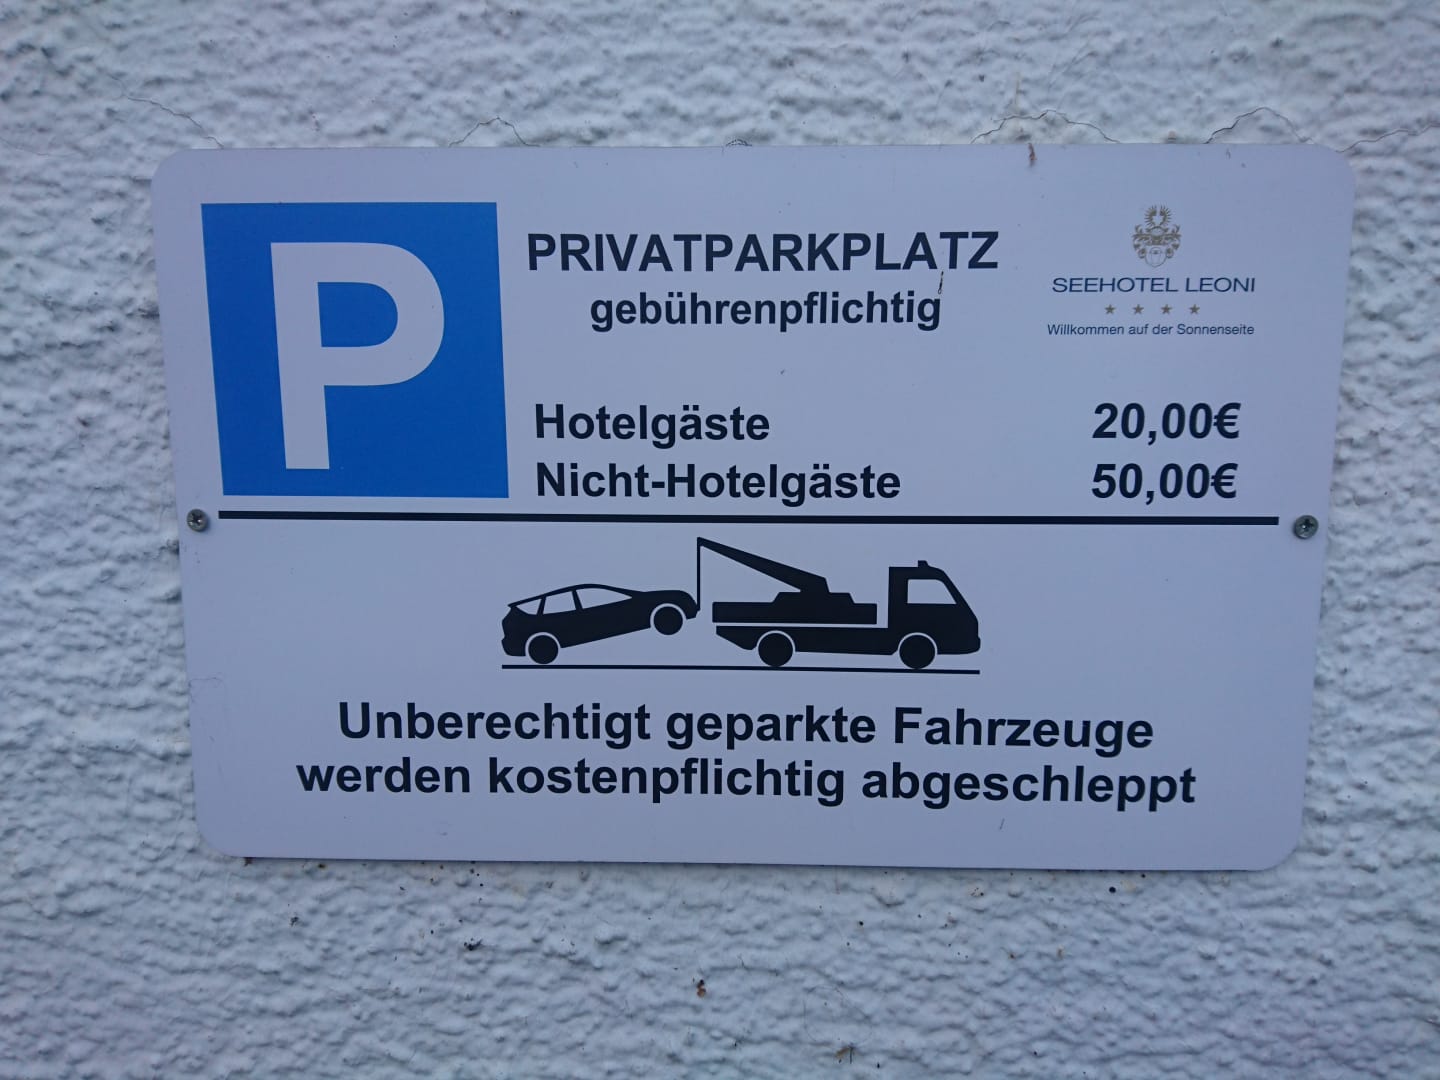 P
PRIVATPARKPLATZ
gebührenpflichtig
SEEHOTEL LEONI
★ ★ ★ ★
Willkommen auf der Sonnenseite
Hotelgäste 20,00€
Nicht-Hotelgäste 50,00€
Unberechtigt geparkte Fahrzeuge
werden kostenpflichtig abgeschleppt